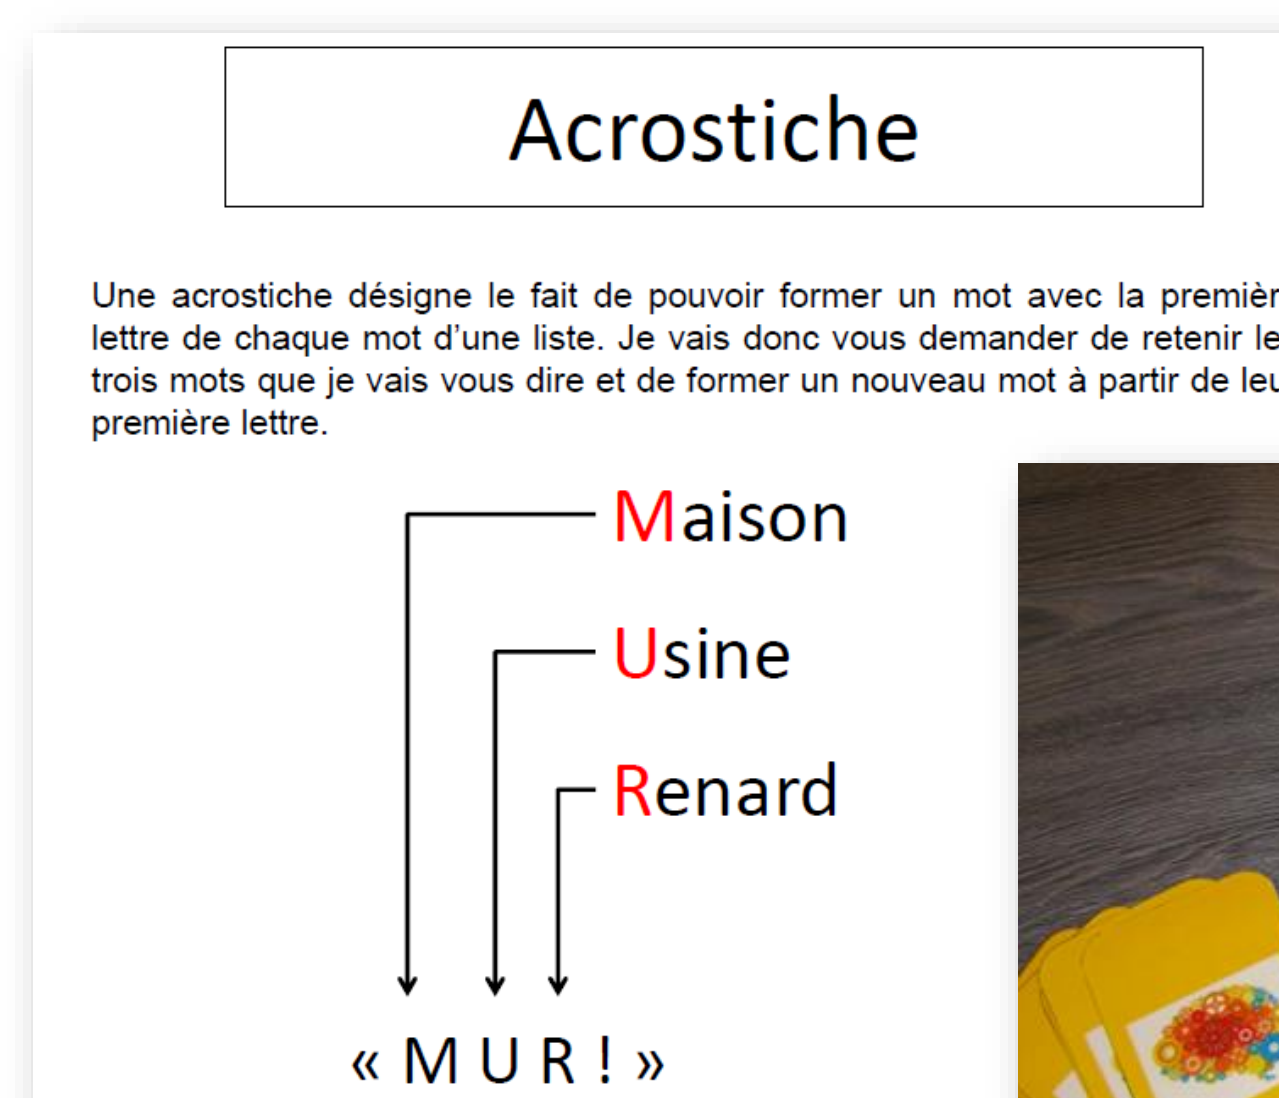 Acrostiche
Une acrostiche désigne le fait de pouvoir former un mot avec la premièr
lettre de chaque mot d'une liste. Je vais donc vous demander de retenir le
trois mots que je vais vous dire et de former un nouveau mot à partir de leu
première lettre.
Maison
Usine
Renard
« M U R ! »